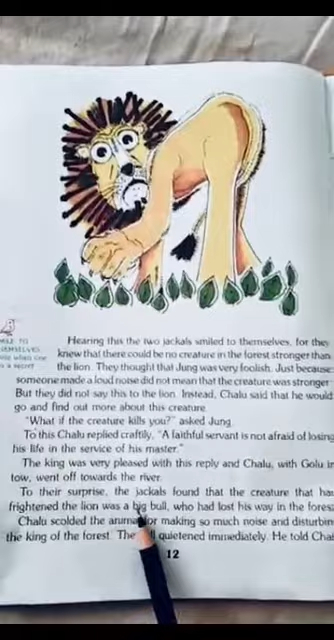 Hearing this the two jackals smiled to themselves, for they
knew that there could be no creature in the forest stronger than
the lion. They thought that Jung was very foolish. Just because
someone made a loud noise did not mean that the creature was stronger
But they did not say this to the lion. Instead, Chalu said that he would
go and find out more about this creature.
"What if the creature kills you?" asked Jung.
To this Chalu replied craftily, "A faithful servant is not afraid of losing
his life in the service of his master."
The king was very pleased with this reply and Chalu, with Golu in
tow, went off towards the river.
To their surprise, the jackals found that the creature that has
frightened the lion was a big bull, who had lost his way in the fores
Chalu scolded the for making so much noise and disturbin
the king of the forest. The quietened immediately. He told Cha
12